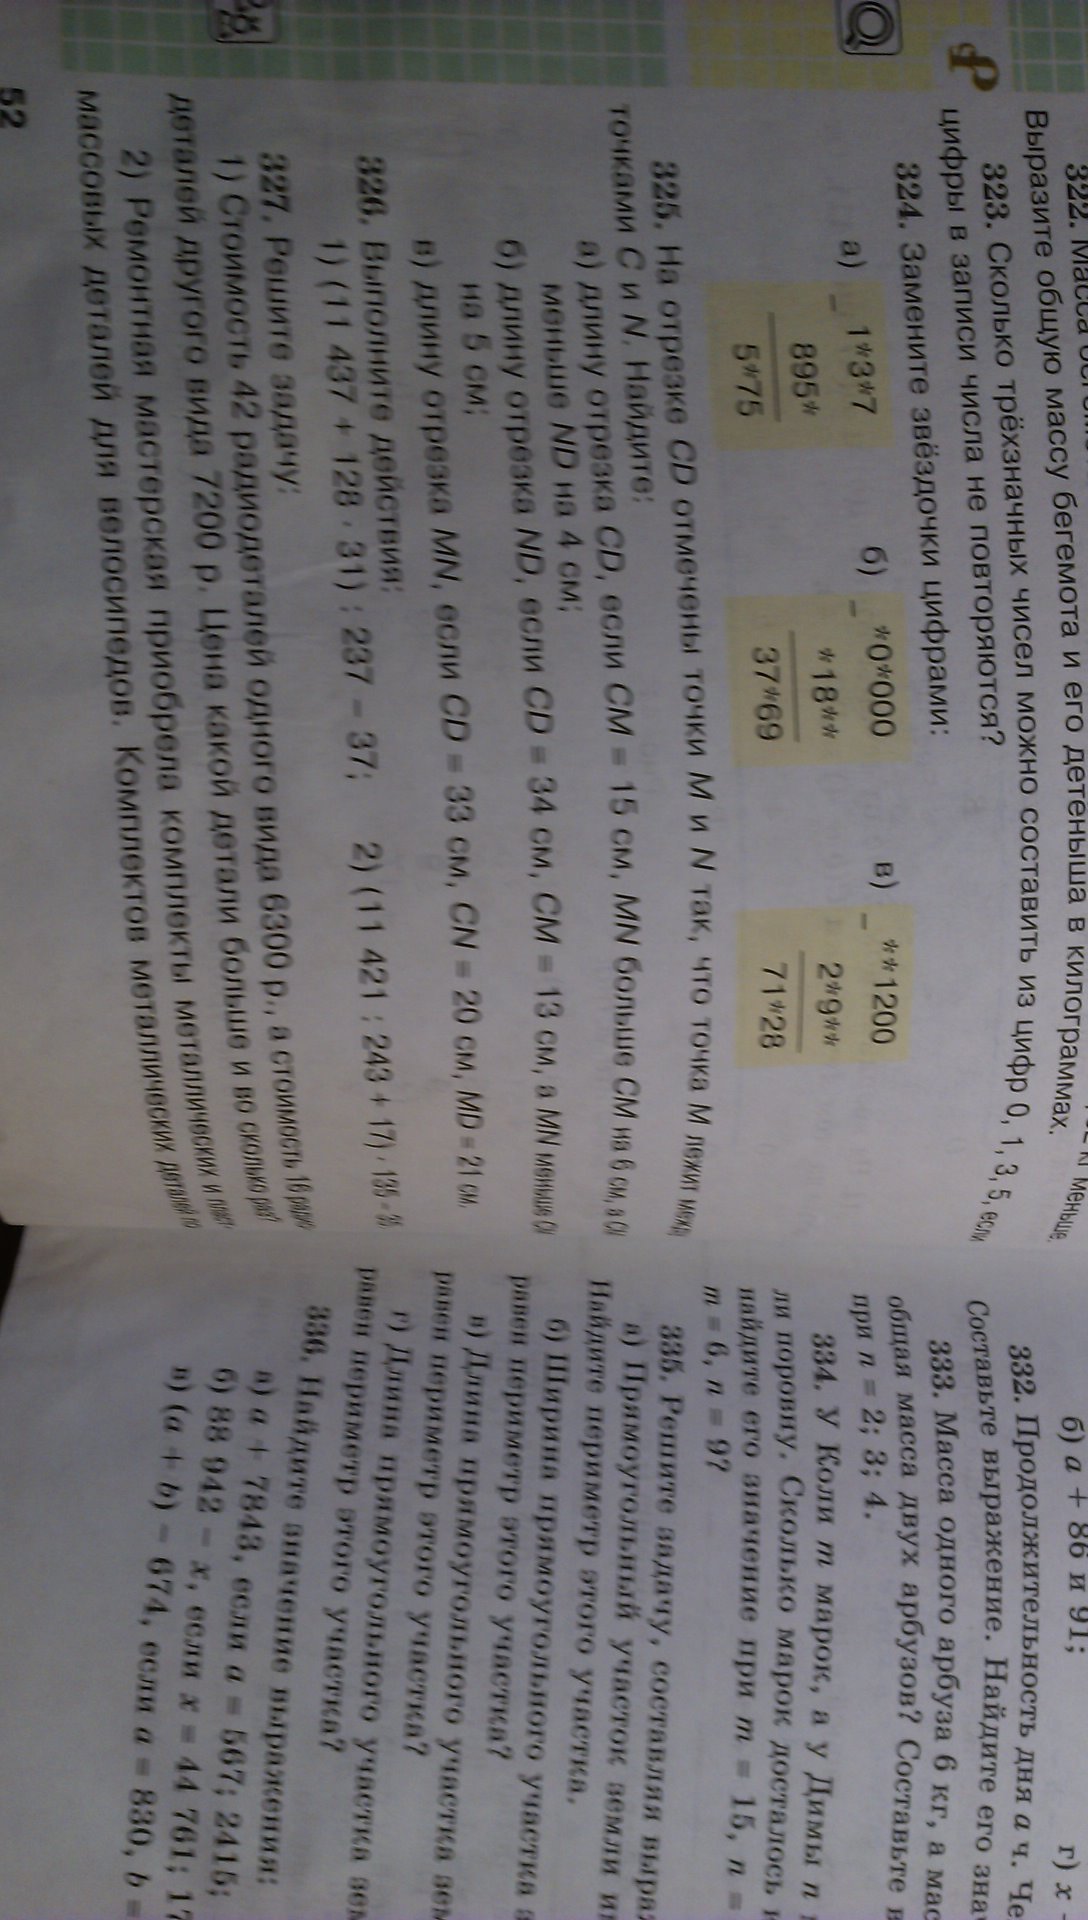 322. Масса
Выразите общую массу бегемота и его детёныша в килограммах.
323. Сколько трёхзначных чисел можно составить из цифр 0, 1, 3, 5, если
цифры в записи числа не повторяются?
324. Замените звёздочки цифрами:
а) – 1*3*7 б) – *0*000 в) – **1200
895* *18** 2*9**
5*75 37*69 71*28
325. На отрезке CD отмечены точки M и N так, что точка M лежит между
точками C и N. Найдите:
а) длину отрезка CD, если CM = 15 см, MN больше CM на 6 см, а
меньше ND на 4 см;
б) длину отрезка ND, если CD = 34 см, CM = 13 см, а MN меньше
на 5 см;
в) длину отрезка MN, если CD = 33 см, CN = 20 см, MD = 21 см.
326. Выполните действия:
1) (11 437 + 128 · 31) : 237 – 37; 2) (11 421 : 243 + 17) · 135 –
327. Решите задачу:
1) Стоимость 42 радиодеталей одного вида 6300 р., а стоимость 18 радио
деталей другого вида 7200 р. Цена какой детали больше и во сколько раз?
2) Ремонтная мастерская приобрела комплекты металлических и пласт
массовых деталей для велосипедов. Комплектов металлических деталей
52
б) a + 86 и 91; г) x
332. Продолжительность дня a ч.
Составьте выражение. Найдите его
333. Масса одного арбуза 6 кг, а
общая масса двух арбузов? Составьте
при n = 2; 3; 4.
334. У Коли m марок, а у Димы n
ли поровну. Сколько марок досталось
найдите его значение при m = 15, n =
m = 6, n = 9?
335. Решите задачу, составляя
а) Прямоугольный участок земли
Найдите периметр этого участка.
б) Ширина прямоугольного участка
равен периметр этого участка?
в) Длина прямоугольного участка
равен периметр этого участка?
г) Длина прямоугольного участка
равен периметр этого участка?
336. Найдите значение выражения:
а) a + 7843, если a = 567; 2415;
б) 88 942 – x, если x = 44 761;
в) (a + b) – 674, если a = 830, b =